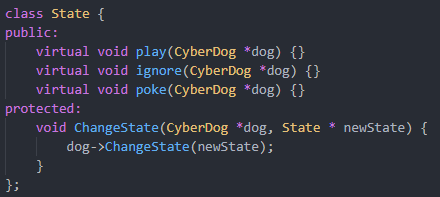 class State {
public:
    virtual void play(CyberDog *dog) {}
    virtual void ignore(CyberDog *dog) {}
    virtual void poke(CyberDog *dog) {}
protected:
    void ChangeState(CyberDog *dog, State * newState) {
        dog->ChangeState(newState);
    }
};